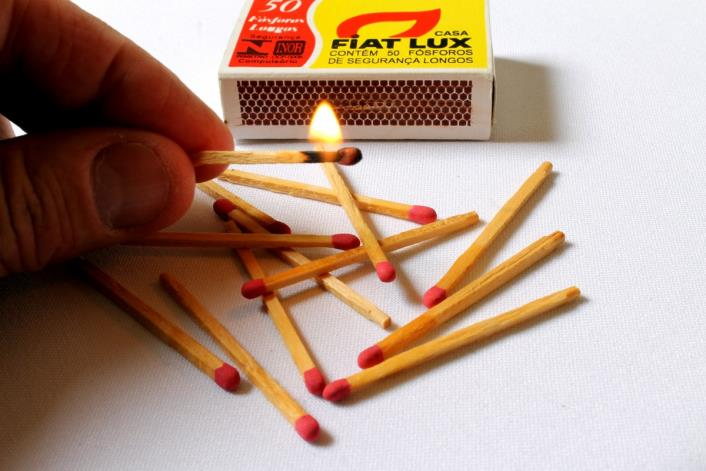 50
Fósforos
Longos
Segurança
INOR
Compulsório
CASA
FIAT LUX
CONTÉM 50 FÓSFOROS
DE SEGURANÇA LONGOS